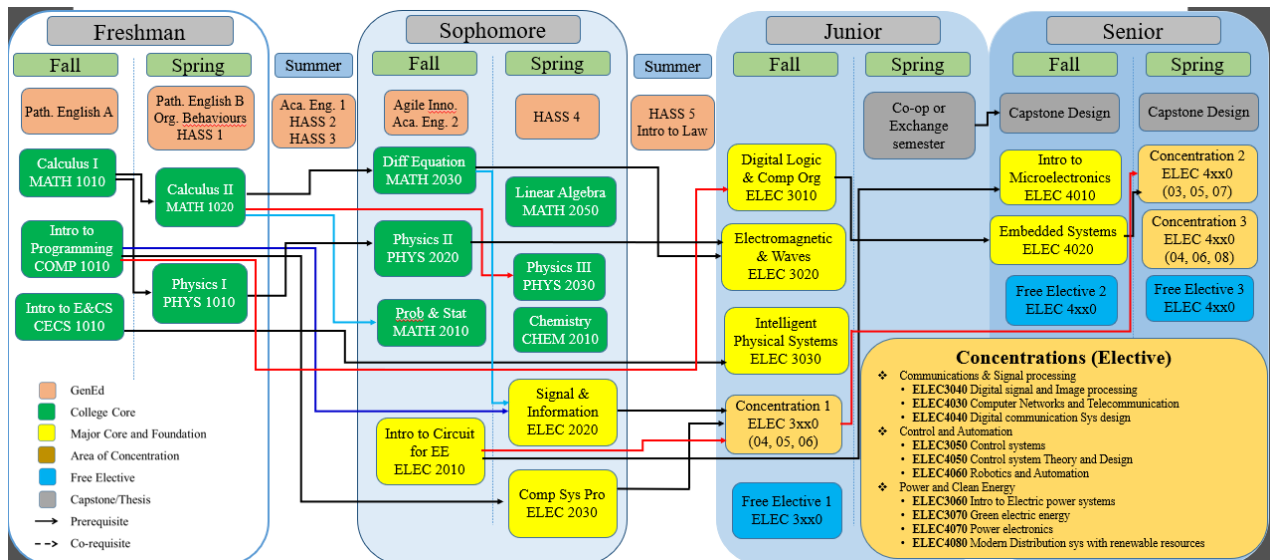 Freshman
Sophomore
Junior
Senior
Fall
Spring
Summer
Fall
Spring
Summer
Fall
Spring
Fall
Spring
Path. English A
Path. English B
Org. Behaviours
HASS 1
Aca. Eng. 1
HASS 2
HASS 3
Agile Inno.
Aca. Eng. 2
HASS 4
HASS 5
Intro to Law
Co-op or
Exchange
semester
Capstone Design
Capstone Design
Calculus I
MATH 1010
Calculus II
MATH 1020
Diff Equation
MATH 2030
Linear Algebra
MATH 2050
Digital Logic
& Comp Org
ELEC 3010
Intro to
Microelectronics
ELEC 4010
Concentration 2
ELEC 4xx0
(03, 05, 07)
Intro to
Programming
COMP 1010
Physics I
PHYS 1010
Physics II
PHYS 2020
Physics III
PHYS 2030
Electromagnetic
& Waves
ELEC 3020
Embedded Systems
ELEC 4020
Concentration 3
ELEC 4xx0
(04, 06, 08)
Intro to E&CS
CECS 1010
Prob & Stat
MATH 2010
Chemistry
CHEM 2010
Intelligent
Physical Systems
ELEC 3030
Free Elective 2
ELEC 4xx0
Free Elective 3
ELEC 4xx0
Signal &
Information
ELEC 2020
Concentration 1
ELEC 3xx0
(04, 05, 06)
Intro to Circuit
for EE
ELEC 2010
Comp Sys Pro
ELEC 2030
Free Elective 1
ELEC 3xx0
GenEd
College Core
Major Core and Foundation
Area of Concentration
Free Elective
Capstone/Thesis
Prerequisite
Co-requisite
Concentrations (Elective)
❖ Communications & Signal processing
• ELEC3040 Digital signal and Image processing
• ELEC4030 Computer Networks and Telecommunication
• ELEC4040 Digital communication Sys design
❖ Control and Automation
• ELEC3050 Control systems
• ELEC4050 Control system Theory and Design
• ELEC4060 Robotics and Automation
❖ Power and Clean Energy
• ELEC3060 Intro to Electric power systems
• ELEC3070 Green electric energy
• ELEC4070 Power electronics
• ELEC4080 Modern Distribution sys with renewable resources